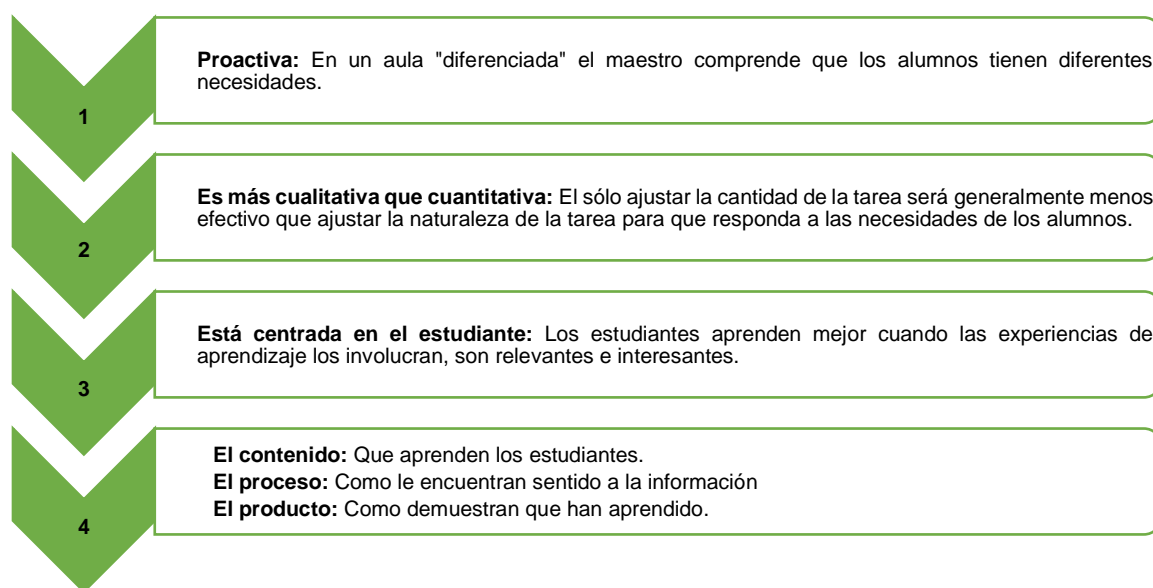 1
Proactiva: En un aula "diferenciada" el maestro comprende que los alumnos tienen diferentes
necesidades.
2
Es más cualitativa que cuantitativa: El sólo ajustar la cantidad de la tarea será generalmente menos
efectivo que ajustar la naturaleza de la tarea para que responda a las necesidades de los alumnos.
3
Está centrada en el estudiante: Los estudiantes aprenden mejor cuando las experiencias de
aprendizaje los involucran, son relevantes e interesantes.
4
El contenido: Que aprenden los estudiantes.
El proceso: Como le encuentran sentido a la información
El producto: Como demuestran que han aprendido.